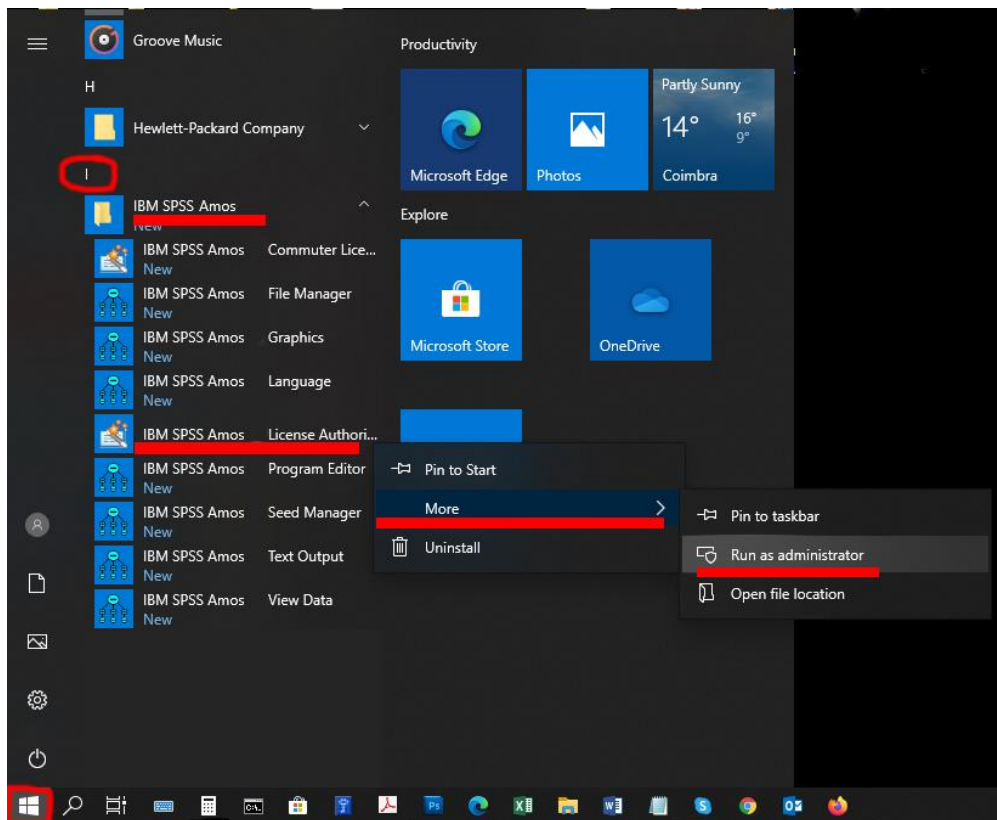 Groove Music
H
Hewlett-Packard Company
I
IBM SPSS Amos
New
IBM SPSS Amos Commuter Lice...
New
IBM SPSS Amos File Manager
New
IBM SPSS Amos Graphics
New
IBM SPSS Amos Language
New
IBM SPSS Amos License Authori...
IBM SPSS Amos Program Editor
New
IBM SPSS Amos Seed Manager
New
IBM SPSS Amos Text Output
New
IBM SPSS Amos View Data
New
Productivity
Microsoft Edge
Photos
Partly Sunny
14° 16°
9°
Coimbra
Explore
Microsoft Store
OneDrive
Pin to Start
More
Uninstall
Pin to taskbar
Run as administrator
Open file location